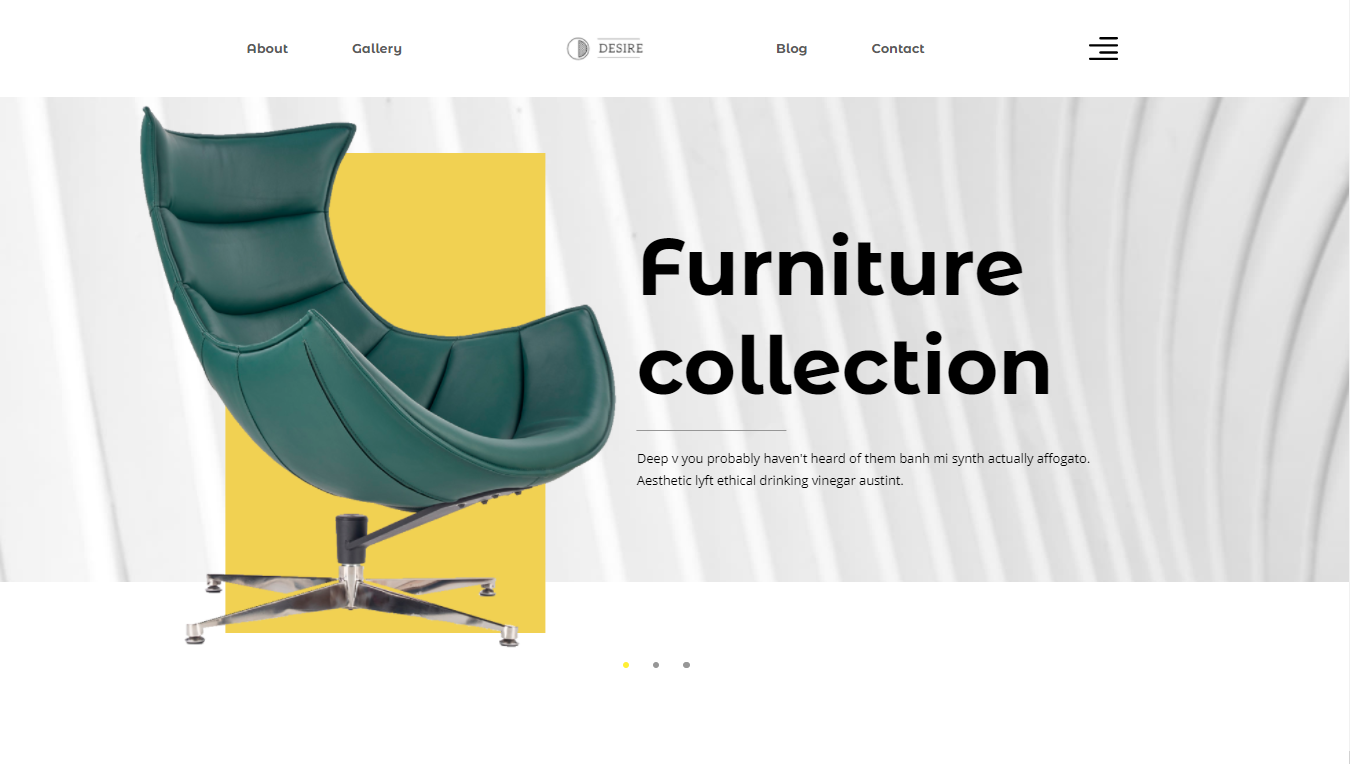 About
Gallery
DESIRE
Blog
Contact
Furniture
collection
Deep v you probably haven't heard of them banh mi synth actually affogato.
Aesthetic lyft ethical drinking vinegar austint.